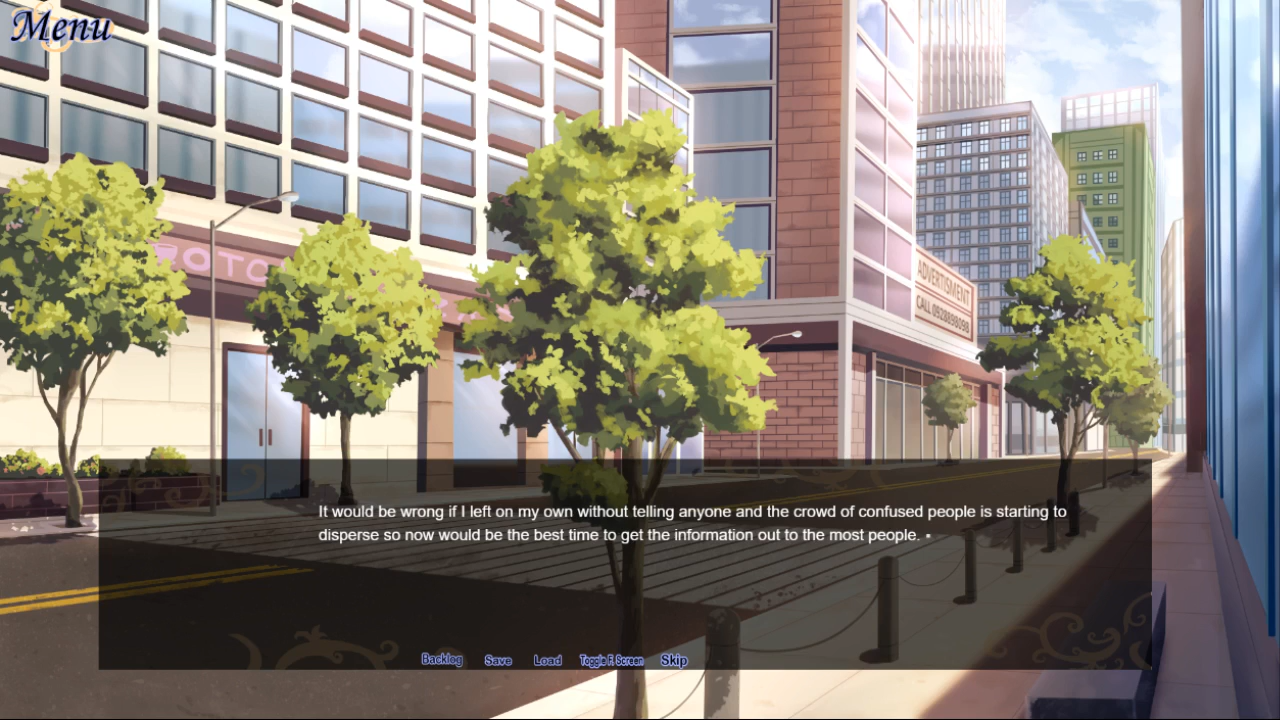 Menu
ADVERTISMENT
CALL 0928898098
It would be wrong if I left on my own without telling anyone and the crowd of confused people is starting to
disperse so now would be the best time to get the information out to the most people.
Backlog Save Load Toggle F. Screen Skip